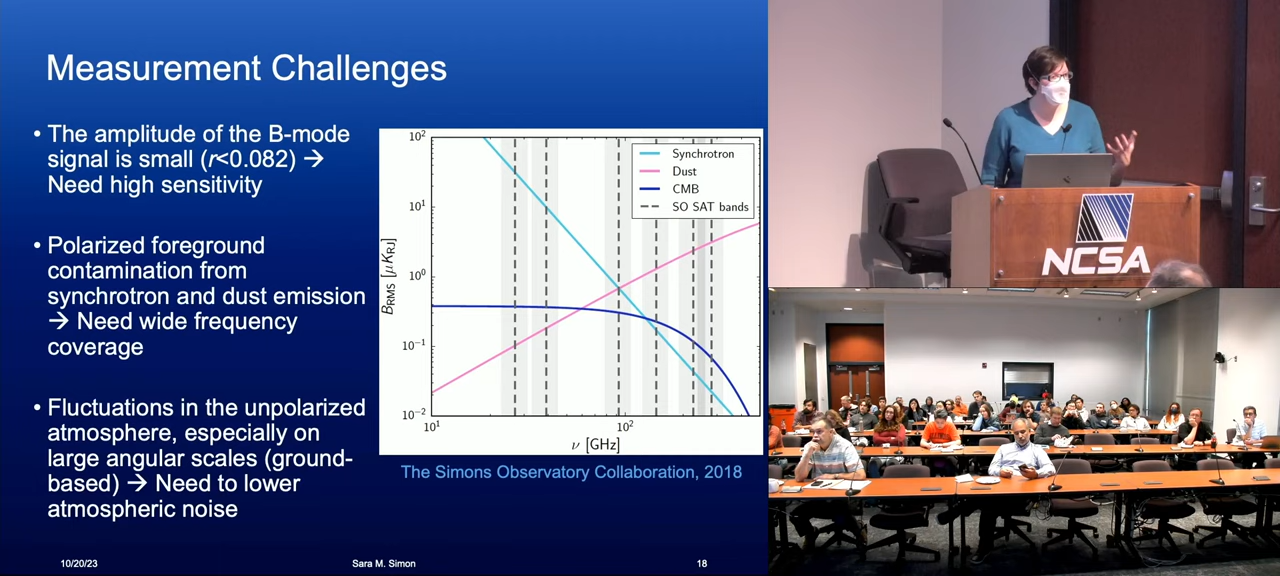 Measurement Challenges
• The amplitude of the B-mode
signal is small (r<0.082) →
Need high sensitivity
• Polarized foreground
contamination from
synchrotron and dust emission
→ Need wide frequency
coverage
• Fluctuations in the unpolarized
atmosphere, especially on
large angular scales (ground-
based) → Need to lower
atmospheric noise
10²
10¹
10⁰
10⁻¹
10⁻²
B_RMS [μK_RJ]
Synchrotron
Dust
CMB
SO SAT bands
10¹
10²
ν [GHz]
The Simons Observatory Collaboration, 2018
10/20/23
Sara M. Simon
18
NCSA